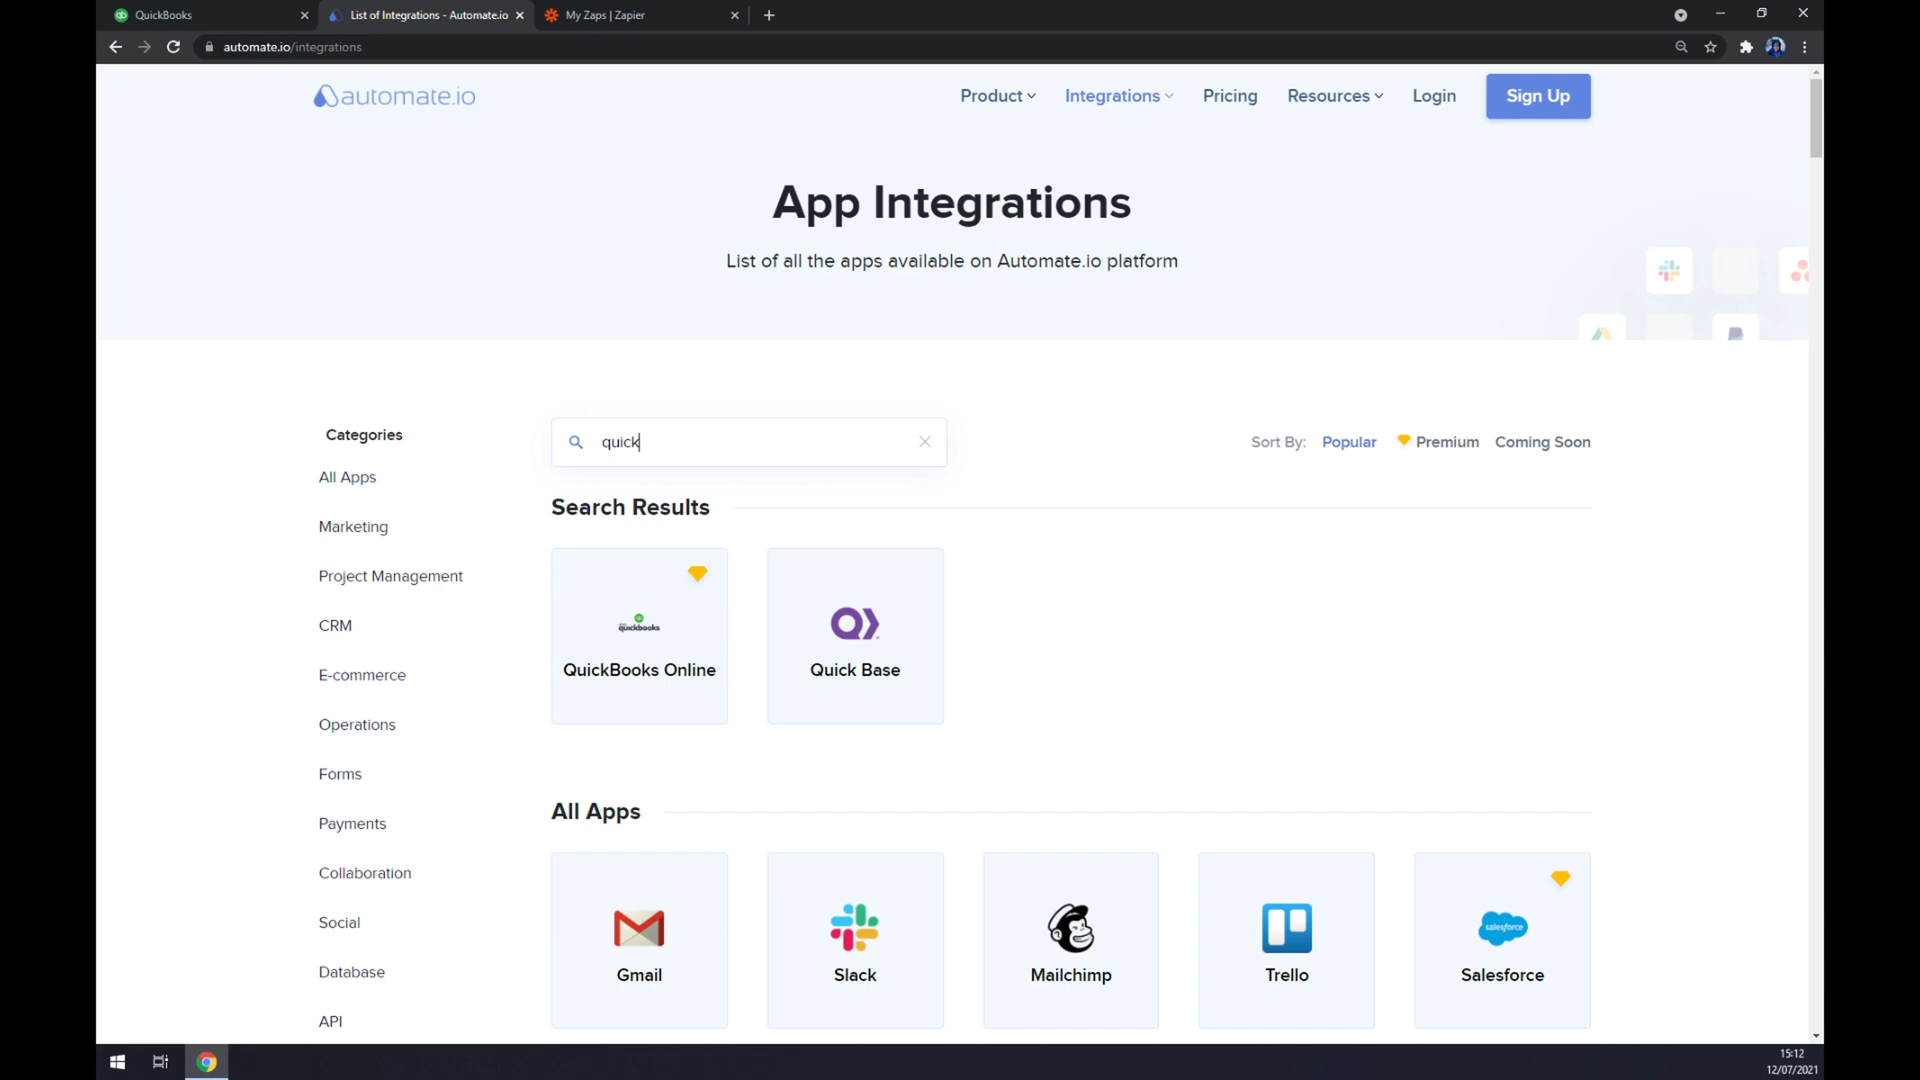 QuickBooks
List of Integrations - Automate.io
My Zaps | Zapier
automate.io/integrations
automate.io
Product
Integrations
Pricing
Resources
Login
Sign Up
App Integrations
List of all the apps available on Automate.io platform
Categories
All Apps
Marketing
Project Management
CRM
E-commerce
Operations
Forms
Payments
Collaboration
Social
Database
API
quick
Sort By:
Popular
Premium
Coming Soon
Search Results
quickbooks
QuickBooks Online
Quick Base
All Apps
Gmail
Slack
Mailchimp
Trello
salesforce
Salesforce
15:12
12/07/2021